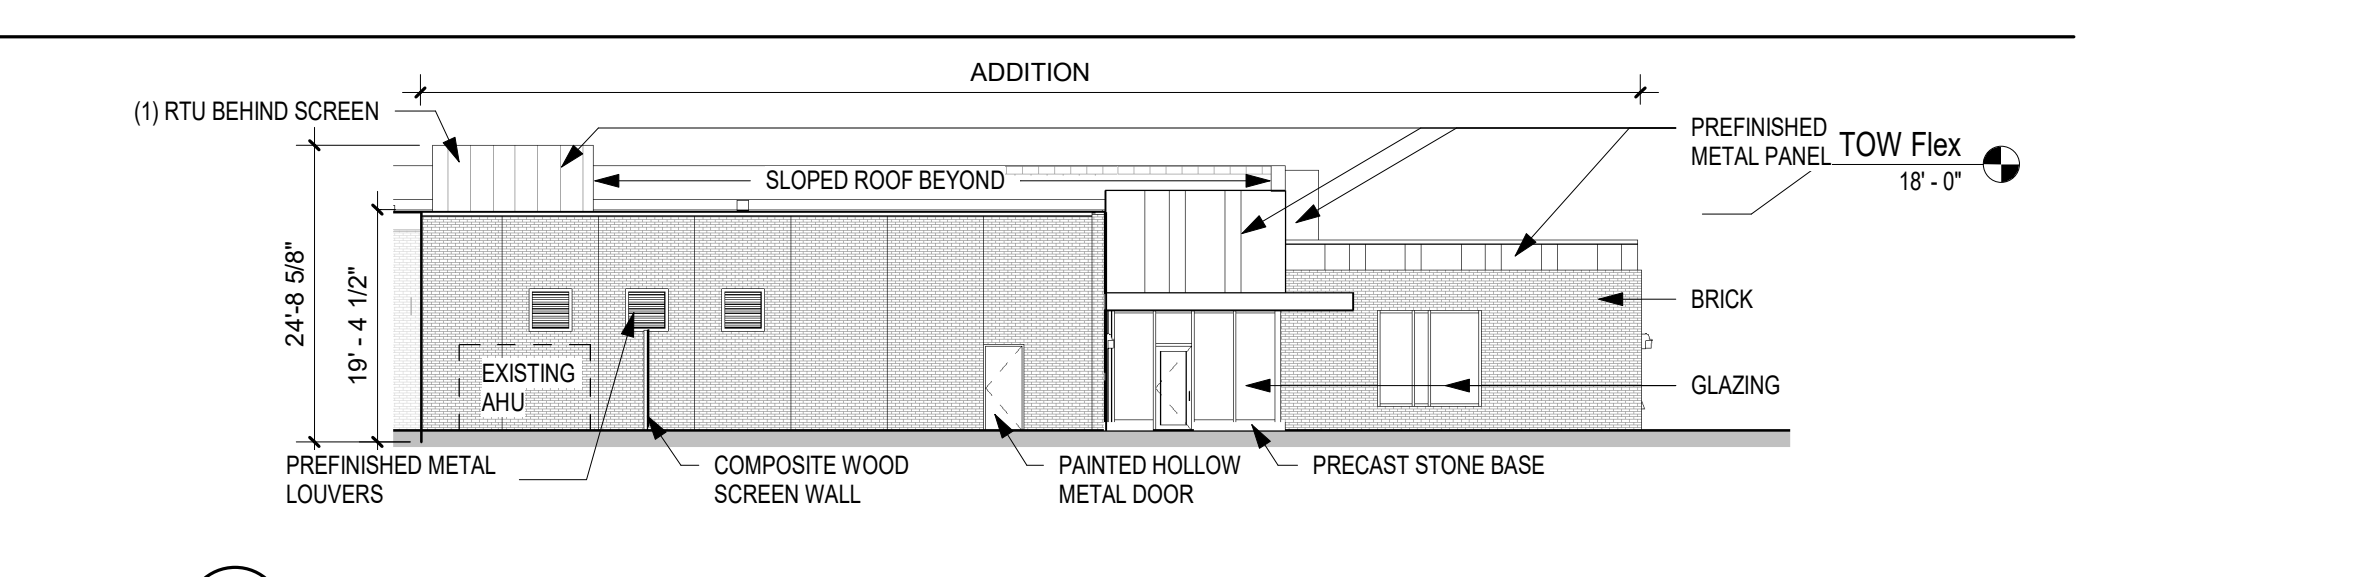 ADDITION
(1) RTU BEHIND SCREEN
PREFINISHED
METAL PANEL
TOW Flex
18' - 0"
SLOPED ROOF BEYOND
24'-8 5/8"
19' - 4 1/2"
BRICK
EXISTING
AHU
GLAZING
PREFINISHED METAL
LOUVERS
COMPOSITE WOOD
SCREEN WALL
PAINTED HOLLOW
METAL DOOR
PRECAST STONE BASE